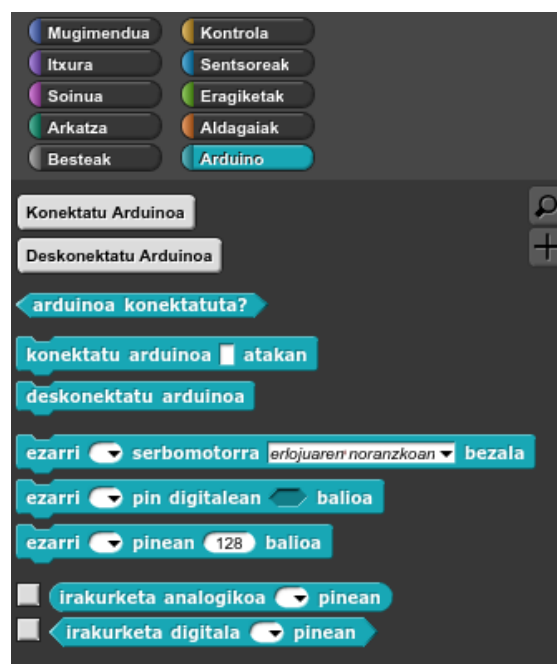 Mugimendua Kontrola
Itxura Sentsoreak
Soinua Eragiketak
Arkatza Aldagaiak
Besteak Arduino
Konektatu Arduinoa
Deskonektatu Arduinoa
arduinoa konektatuta?
konektatu arduinoa atakan
deskonektatu arduinoa
ezarri serbomotorra erlojuaren noranzkoan bezala
ezarri pin digitalean balioa
ezarri pinean 128 balioa
irakurketa analogikoa pinean
irakurketa digitala pinean